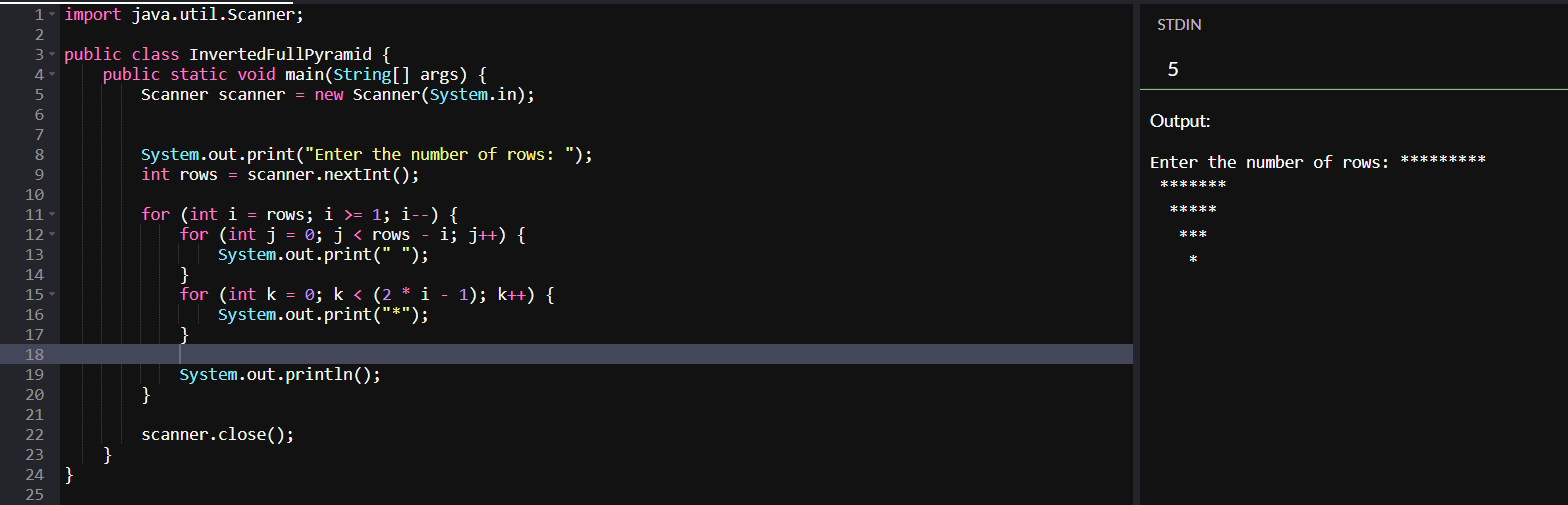 1 import java.util.Scanner;
2
3 public class InvertedFullPyramid {
4     public static void main(String[] args) {
5         Scanner scanner = new Scanner(System.in);
6
7
8         System.out.print("Enter the number of rows: ");
9         int rows = scanner.nextInt();
10
11         for (int i = rows; i >= 1; i--) {
12             for (int j = 0; j < rows - i; j++) {
13                 System.out.print(" ");
14             }
15             for (int k = 0; k < (2 * i - 1); k++) {
16                 System.out.print("*");
17             }
18
19             System.out.println();
20         }
21
22         scanner.close();
23     }
24 }
25
STDIN
5
Output:
Enter the number of rows: *********
 *******
  *****
   ***
    *